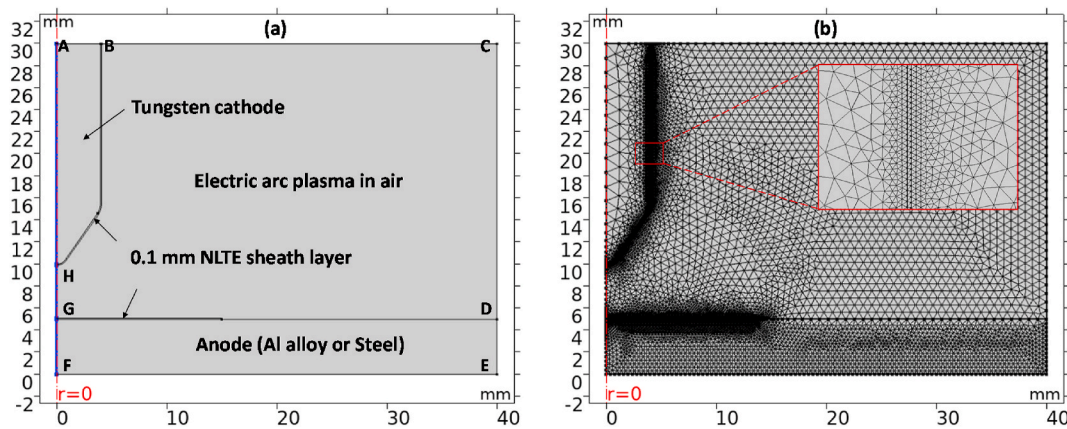 mm
(a)
32
30
28
26
24
22
20
18
16
14
12
10
8
6
4
2
0
-2
A
B
C
Tungsten cathode
Electric arc plasma in air
0.1 mm NLTE sheath layer
H
G
D
Anode (Al alloy or Steel)
F
E
r=0
mm
0
10
20
30
40
mm
(b)
32
30
28
26
24
22
20
18
16
14
12
10
8
6
4
2
0
-2
r=0
mm
0
10
20
30
40